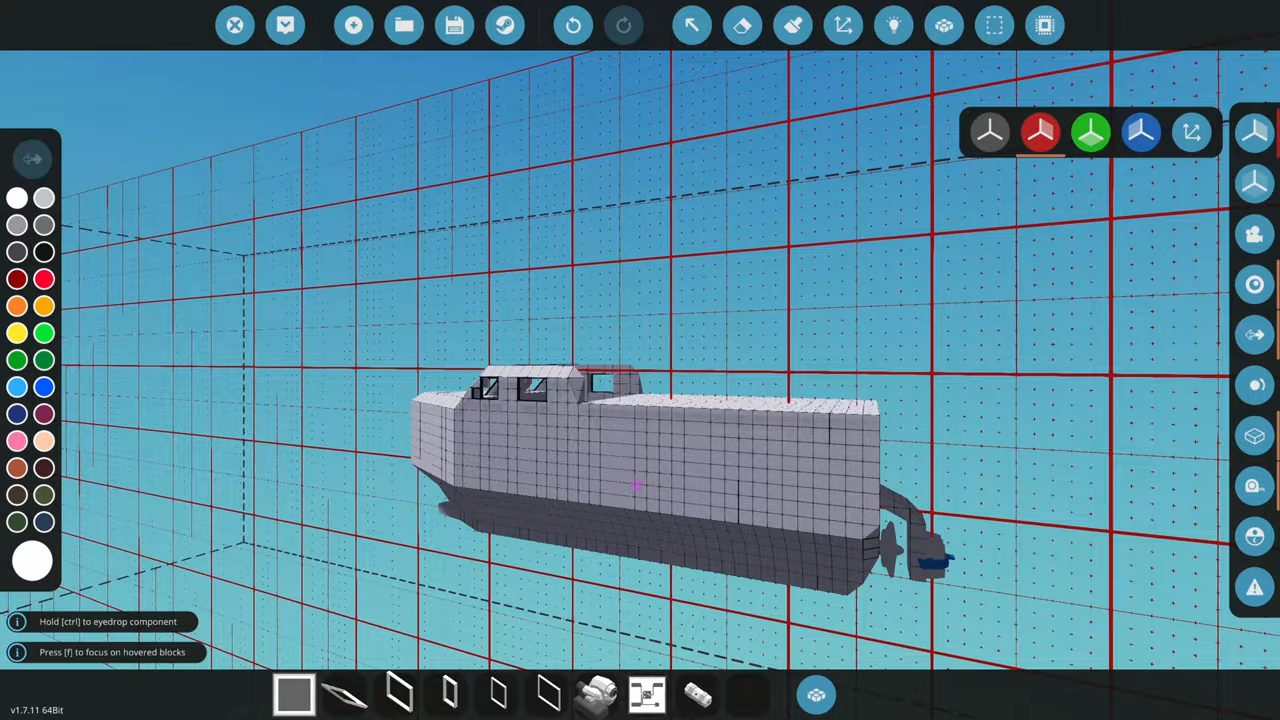 Hold [ctrl] to eyedrop component
Press [f] to focus on hovered blocks
v1.7.11 64Bit